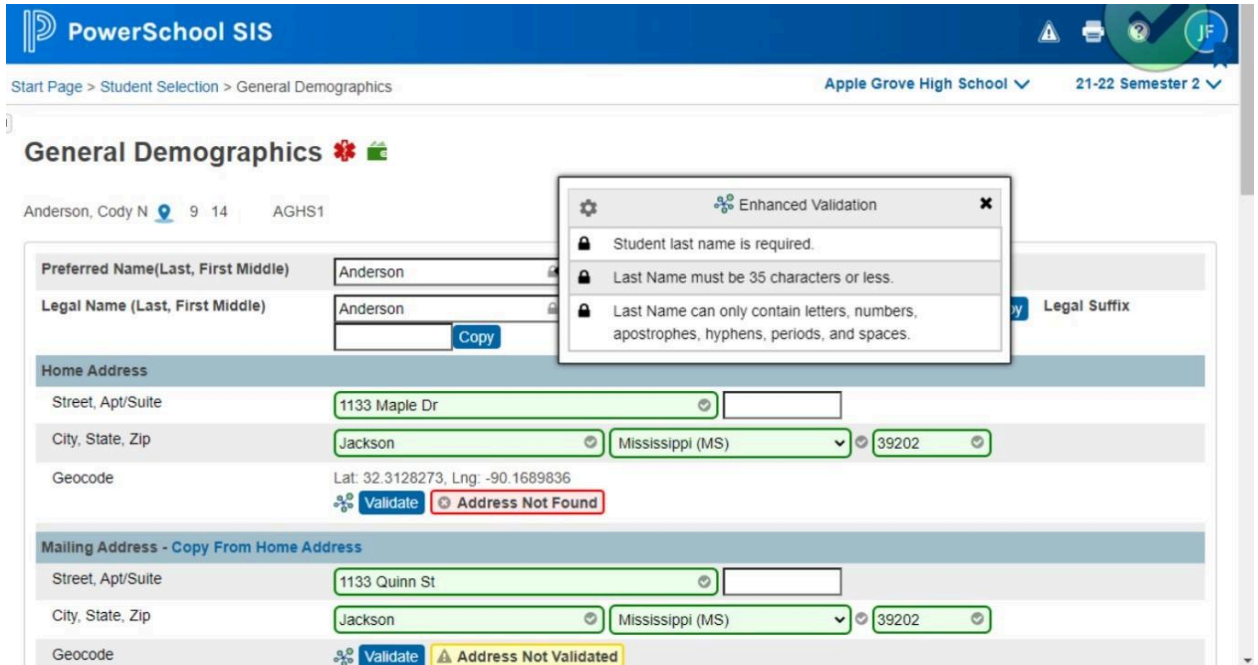 PowerSchool SIS
JF
Start Page > Student Selection > General Demographics
Apple Grove High School
21-22 Semester 2
General Demographics
Anderson, Cody N 9 14 AGHS1
Enhanced Validation
Student last name is required.
Last Name must be 35 characters or less.
Last Name can only contain letters, numbers,
apostrophes, hyphens, periods, and spaces.
Preferred Name(Last, First Middle) Anderson
Legal Name (Last, First Middle) Anderson
Legal Suffix
Copy
Home Address
Street, Apt/Suite 1133 Maple Dr
City, State, Zip Jackson Mississippi (MS) 39202
Geocode Lat: 32.3128273, Lng: -90.1689836
Validate Address Not Found
Mailing Address - Copy From Home Address
Street, Apt/Suite 1133 Quinn St
City, State, Zip Jackson Mississippi (MS) 39202
Geocode Validate Address Not Validated